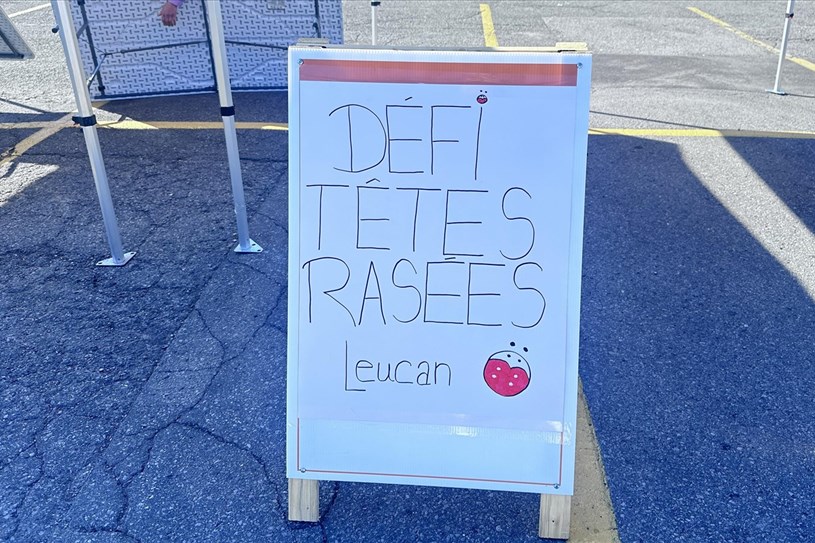 DÉFI
TÊTES
RASÉES
Leucan